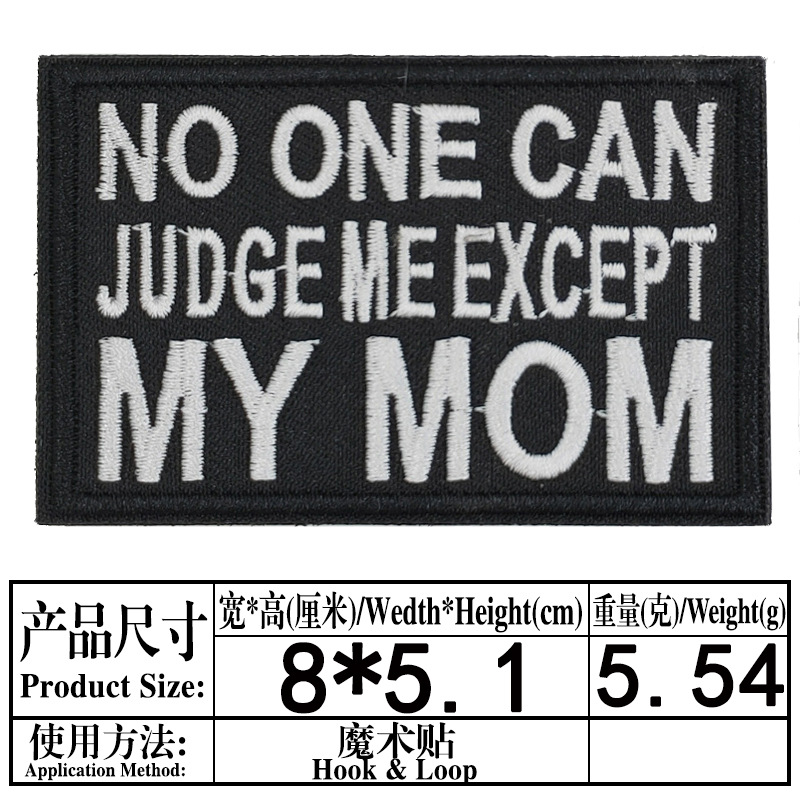 NO ONE CAN
JUDGE ME EXCEPT
MY MOM
产品尺寸
Product Size:
宽*高(厘米)/Wedth*Height(cm)
重量(克)/Weight(g)
8*5.1
5.54
使用方法:
Application Method:
魔术贴
Hook & Loop